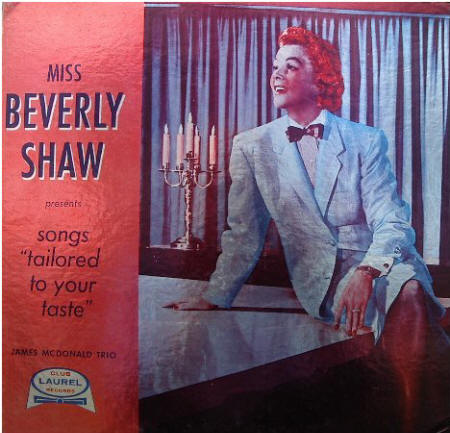 MISS
BEVERLY
SHAW
presents
songs
"tailored
to your
taste"
JAMES McDONALD TRIO
CLUB
LAUREL
RECORDS